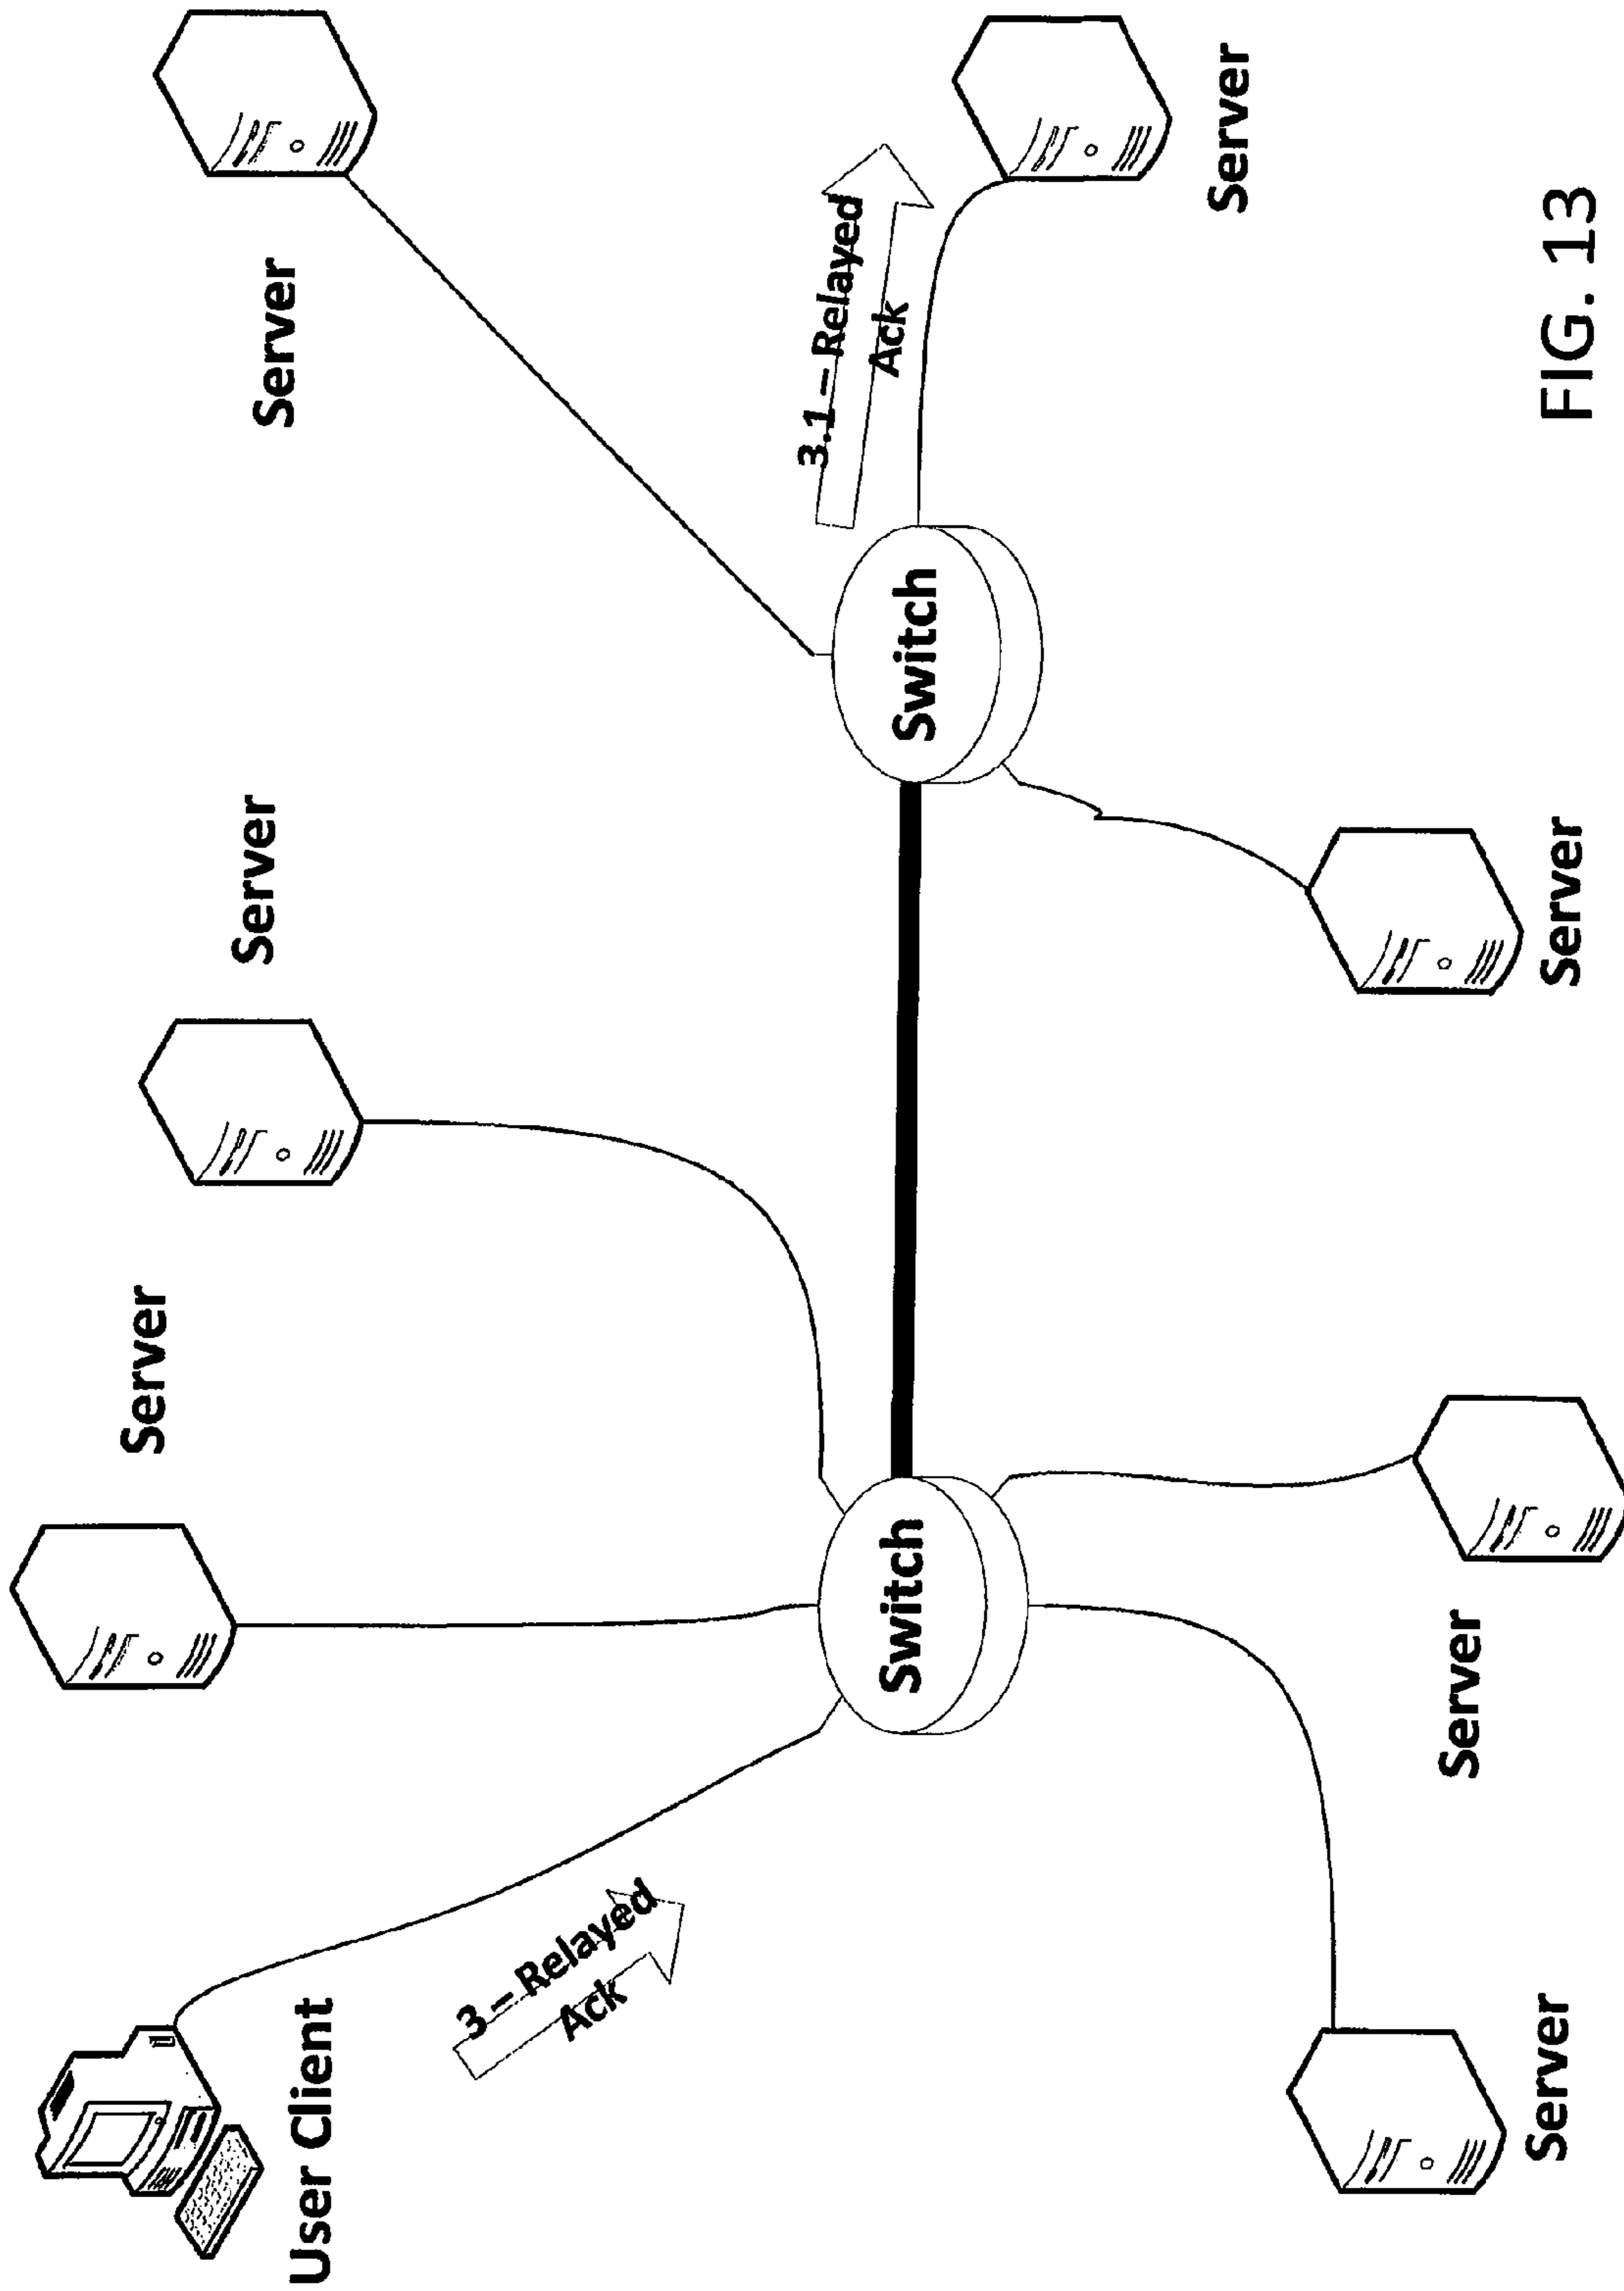 Server
Server
Server
User Client
3 – Relayed
Ack
3.1 – Relayed
Ack
Switch
Switch
Server
Server
Server
Server
FIG. 13